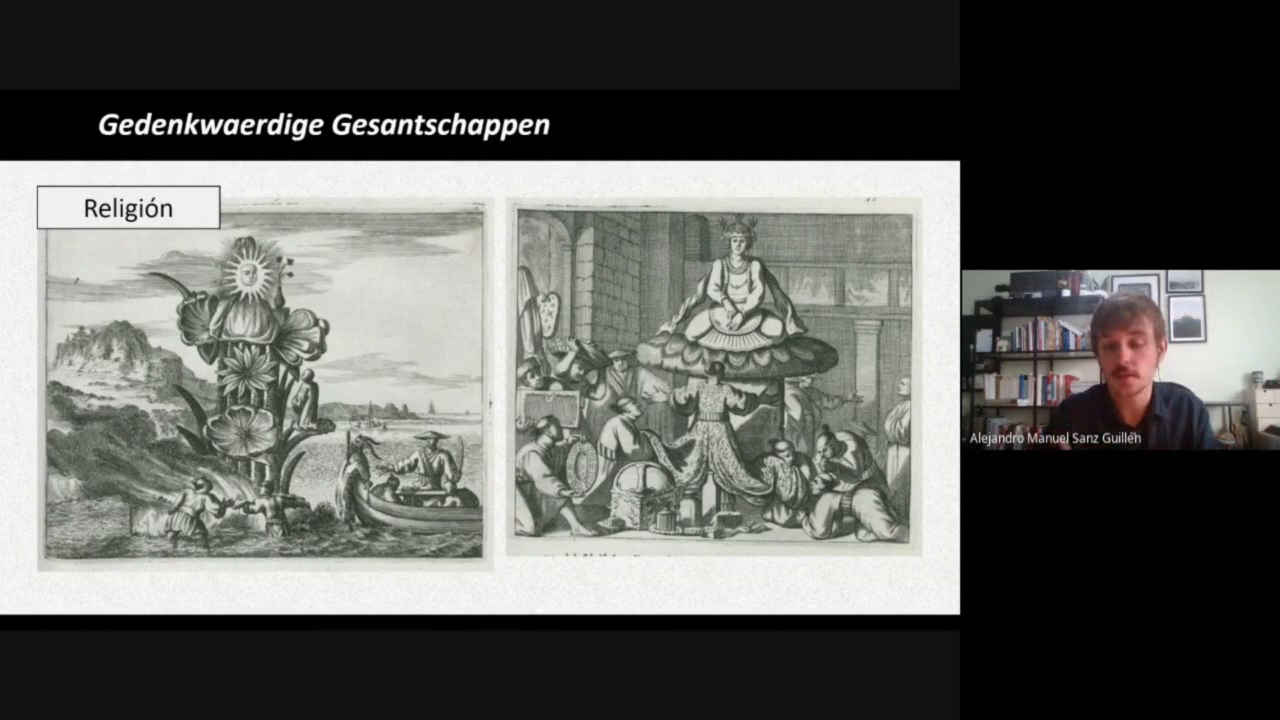 Gedenkwaerdige Gesantschappen
Religión
Alejandro Manuel Sanz Guillén